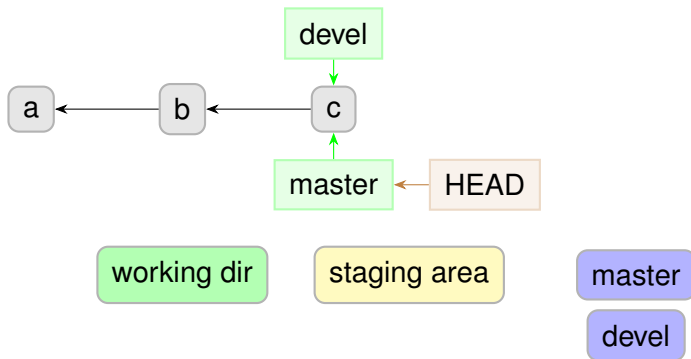 devel
a
b
c
master
HEAD
working dir
staging area
master
devel